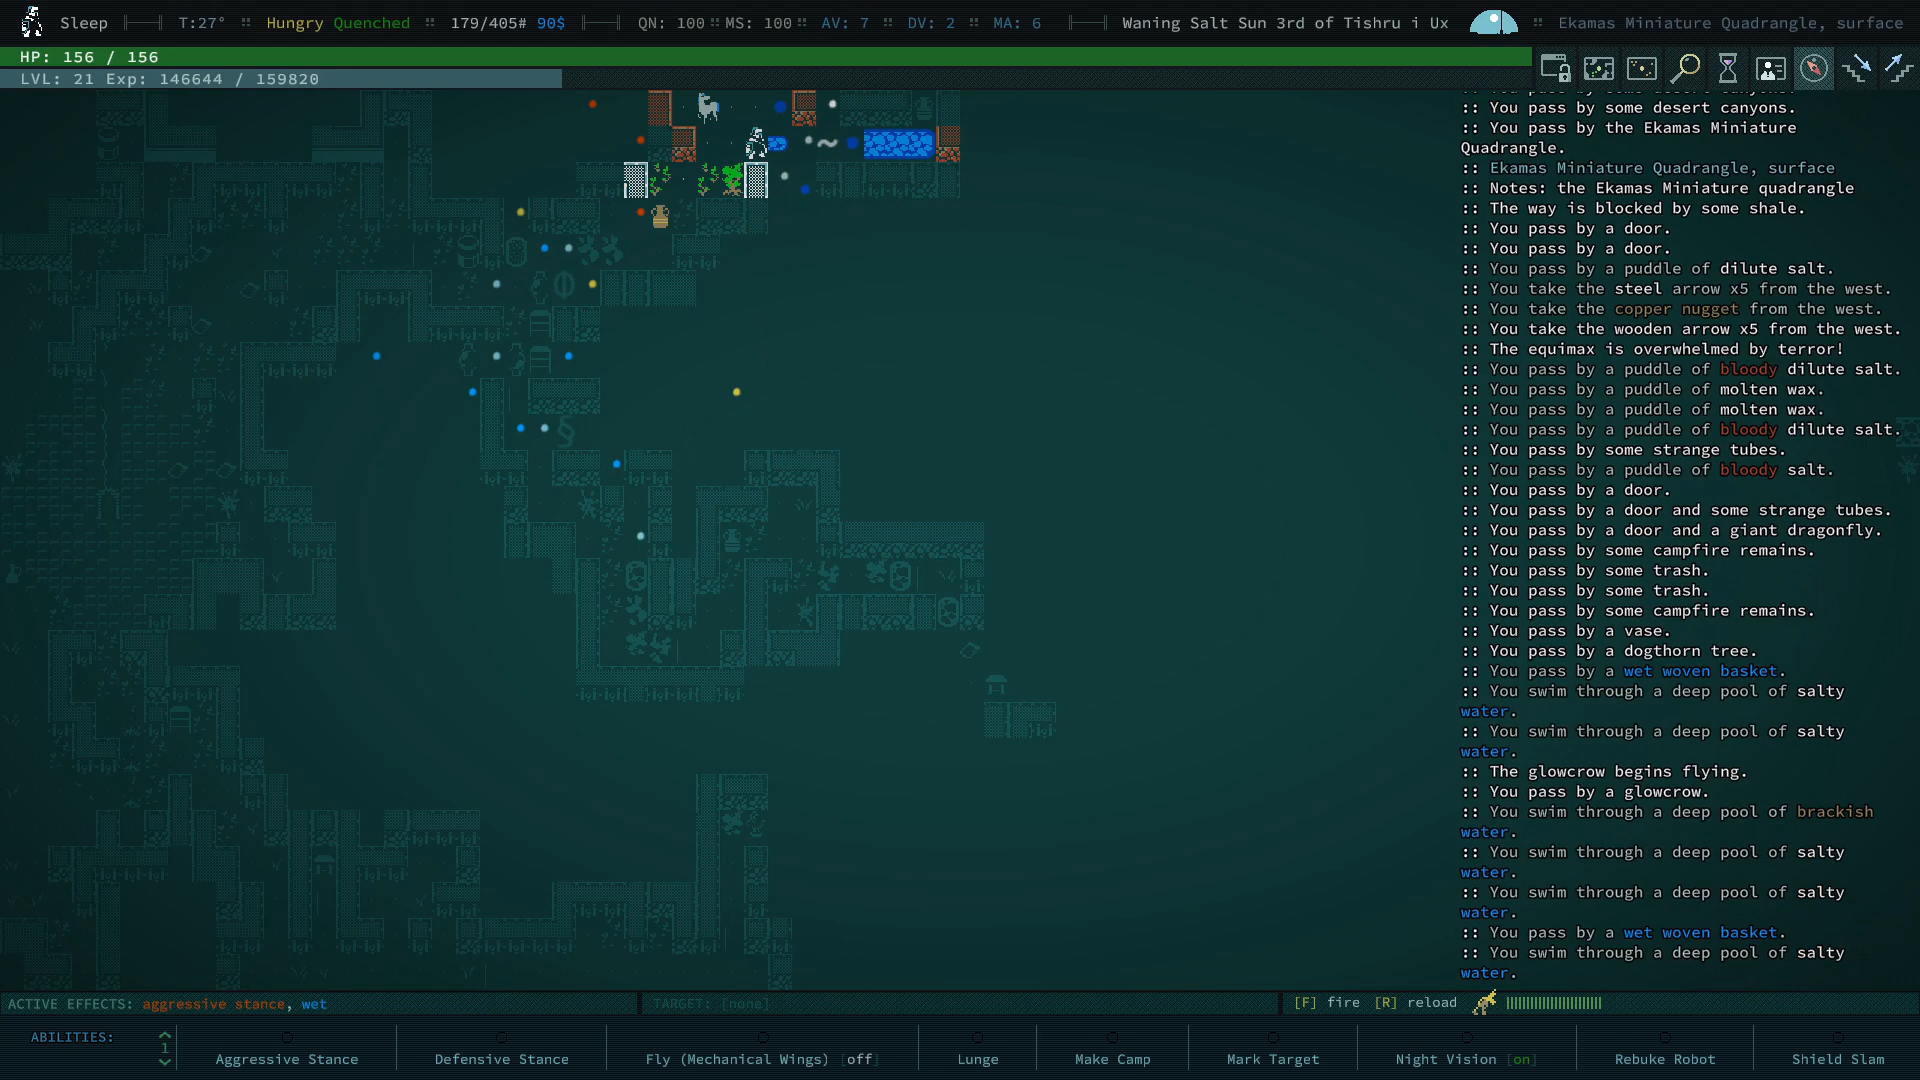 Sleep T:27° :: Hungry Quenched :: 179/405# 90$ QN: 100 :: MS: 100 :: AV: 7 :: DV: 2 :: MA: 6 Waning Salt Sun 3rd of Tishru i Ux :: Ekamas Miniature Quadrangle, surface
HP: 156 / 156
LVL: 21 Exp: 146644 / 159820
:: You pass by some desert canyons.
:: You pass by the Ekamas Miniature
Quadrangle.
:: Ekamas Miniature Quadrangle, surface
:: Notes: the Ekamas Miniature quadrangle
:: The way is blocked by some shale.
:: You pass by a door.
:: You pass by a door.
:: You pass by a puddle of dilute salt.
:: You take the steel arrow x5 from the west.
:: You take the copper nugget from the west.
:: You take the wooden arrow x5 from the west.
:: The equimax is overwhelmed by terror!
:: You pass by a puddle of bloody dilute salt.
:: You pass by a puddle of molten wax.
:: You pass by a puddle of molten wax.
:: You pass by a puddle of bloody dilute salt.
:: You pass by some strange tubes.
:: You pass by a puddle of bloody salt.
:: You pass by a door.
:: You pass by a door and some strange tubes.
:: You pass by a door and a giant dragonfly.
:: You pass by some campfire remains.
:: You pass by some trash.
:: You pass by some trash.
:: You pass by some campfire remains.
:: You pass by a vase.
:: You pass by a dogthorn tree.
:: You pass by a wet woven basket.
:: You swim through a deep pool of salty
water.
:: You swim through a deep pool of salty
water.
:: The glowcrow begins flying.
:: You pass by a glowcrow.
:: You swim through a deep pool of brackish
water.
:: You swim through a deep pool of salty
water.
:: You swim through a deep pool of salty
water.
:: You pass by a wet woven basket.
:: You swim through a deep pool of salty
water.
ACTIVE EFFECTS: aggressive stance, wet
TARGET: [none]
[F] fire [R] reload
ABILITIES:
1
Aggressive Stance
Defensive Stance
Fly (Mechanical Wings) [off]
Lunge
Make Camp
Mark Target
Night Vision [on]
Rebuke Robot
Shield Slam